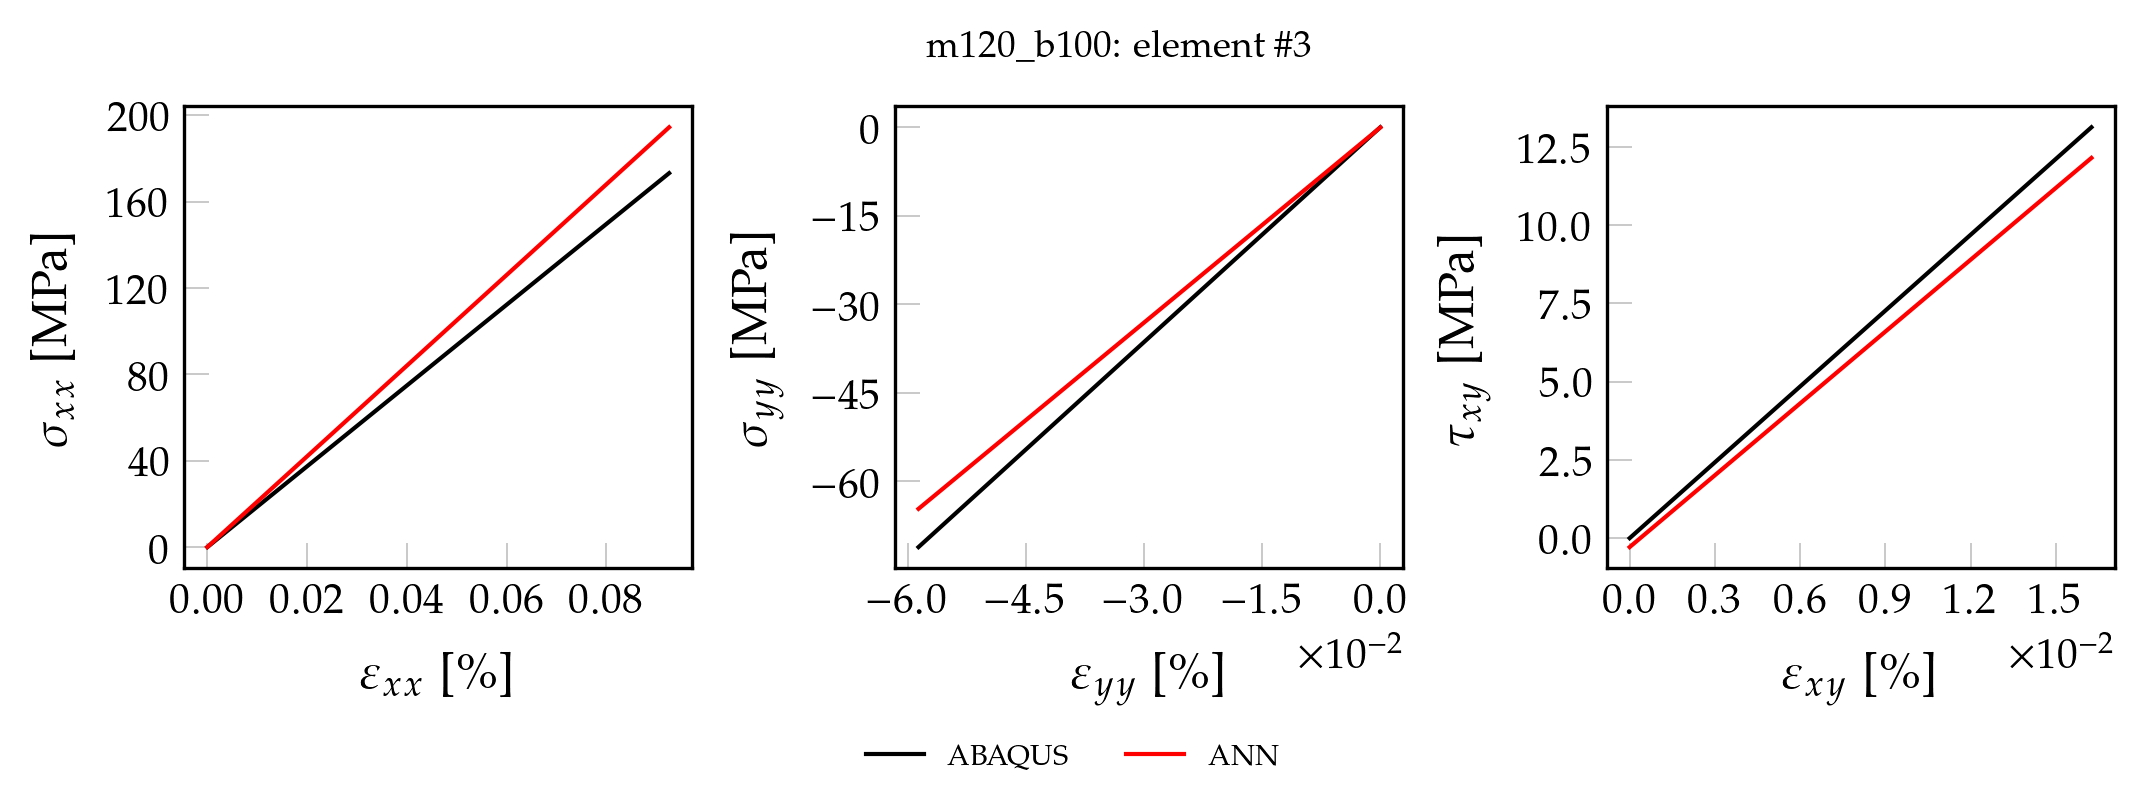 m120_b100: element #3
σxx [MPa]
200
160
120
80
40
0
0.00 0.02 0.04 0.06 0.08
εxx [%]
σyy [MPa]
0
−15
−30
−45
−60
−6.0 −4.5 −3.0 −1.5 0.0
×10⁻²
εyy [%]
τxy [MPa]
12.5
10.0
7.5
5.0
2.5
0.0
0.0 0.3 0.6 0.9 1.2 1.5
×10⁻²
εxy [%]
ABAQUS ANN